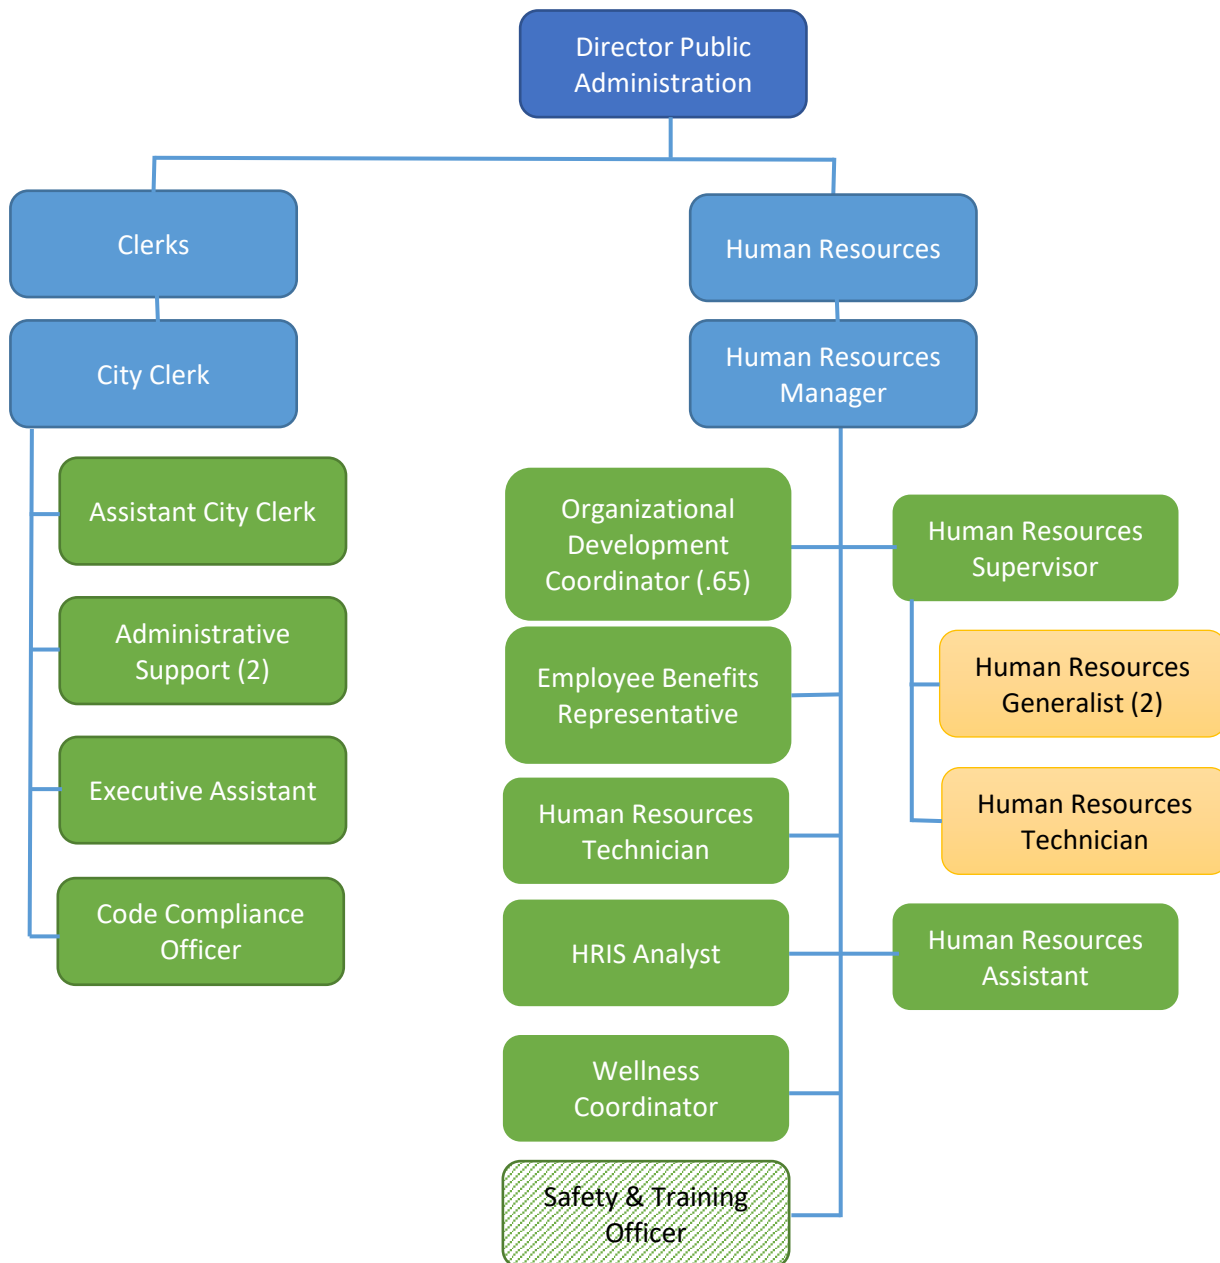 Director Public
Administration
Clerks
Human Resources
City Clerk
Human Resources
Manager
Assistant City Clerk
Administrative
Support (2)
Executive Assistant
Code Compliance
Officer
Organizational
Development
Coordinator (.65)
Employee Benefits
Representative
Human Resources
Technician
HRIS Analyst
Wellness
Coordinator
Safety & Training
Officer
Human Resources
Supervisor
Human Resources
Generalist (2)
Human Resources
Technician
Human Resources
Assistant